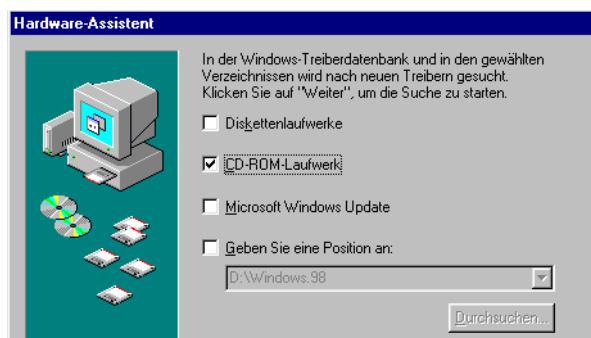 Hardware-Assistent
In der Windows-Treiberdatenbank und in den gewählten
Verzeichnissen wird nach neuen Treibern gesucht.
Klicken Sie auf "Weiter", um die Suche zu starten.
Diskettenlaufwerke
CD-ROM-Laufwerk
Microsoft Windows Update
Geben Sie eine Position an:
D:\Windows.98
Durchsuchen...